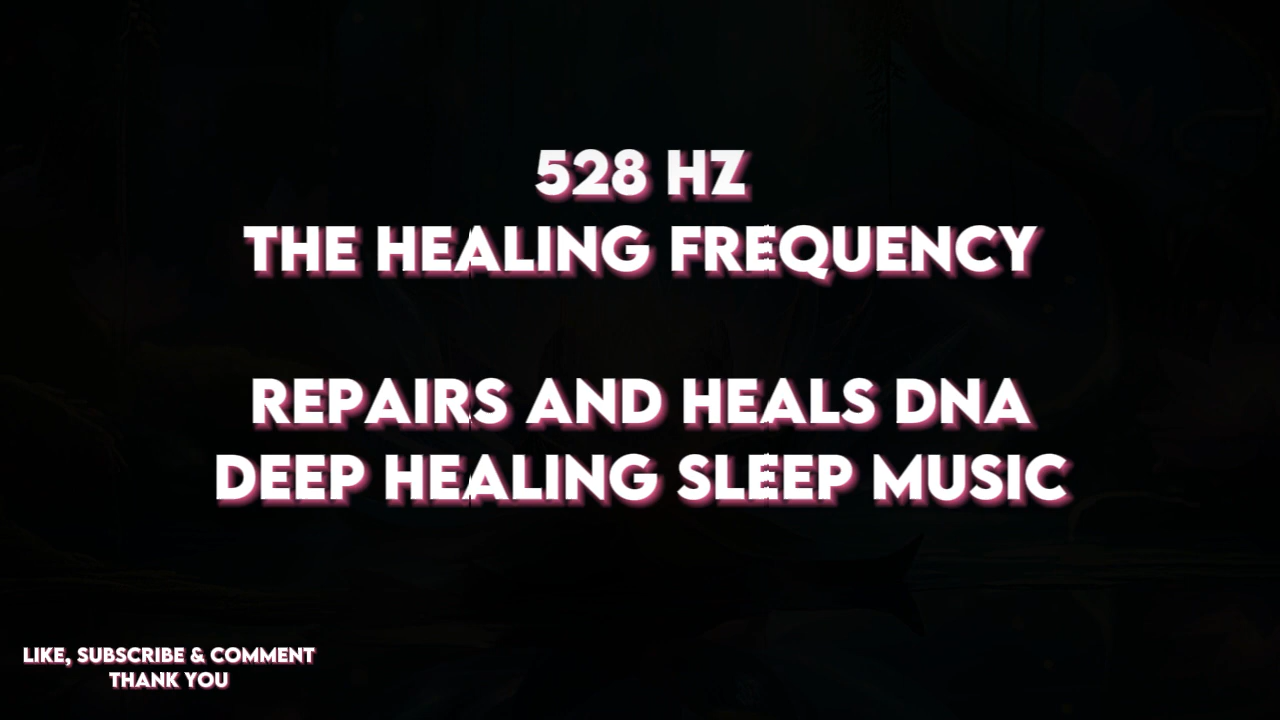 528 HZ
THE HEALING FREQUENCY
REPAIRS AND HEALS DNA
DEEP HEALING SLEEP MUSIC
LIKE, SUBSCRIBE & COMMENT
THANK YOU